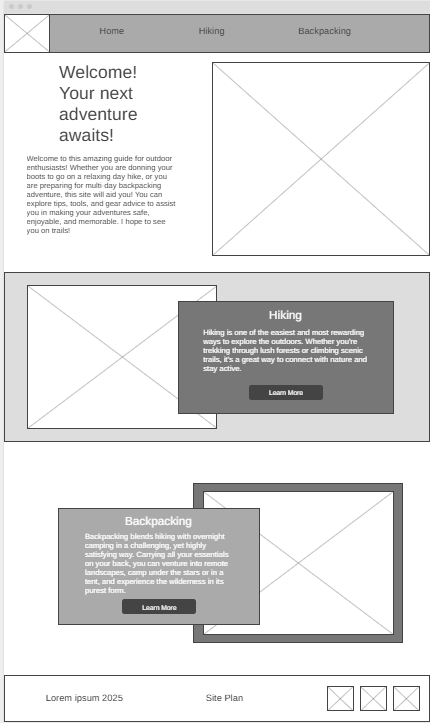 Home Hiking Backpacking
Welcome!
Your next
adventure
awaits!
Welcome to this amazing guide for outdoor
enthusiasts! Whether you are donning your
boots to go on a relaxing day hike, or you
are preparing for multi day backpacking
adventure, this site will aid you! You can
explore tips, tools, and gear advice to assist
you in making your adventures safe,
enjoyable, and memorable. I hope to see
you on trails!
Hiking
Hiking is one of the easiest and most rewarding
ways to explore the outdoors. Whether you're
trekking through lush forests or climbing scenic
trails, it's a great way to connect with nature and
stay active.
Learn More
Backpacking
Backpacking blends hiking with overnight
camping in a challenging, yet highly
satisfying way. Carrying all your essentials
on your back, you can venture into remote
landscapes, camp under the stars or in a
tent, and experience the wilderness in its
purest form.
Learn More
Lorem ipsum 2025 Site Plan